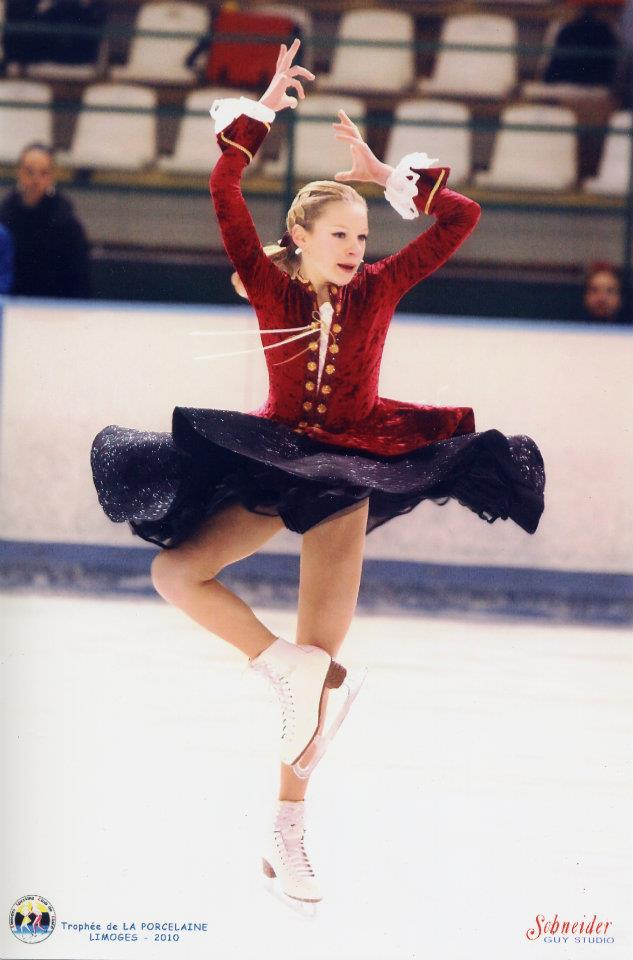 Trophée de LA PORCELAINE
LIMOGES - 2010
Schneider
GUY STUDIO